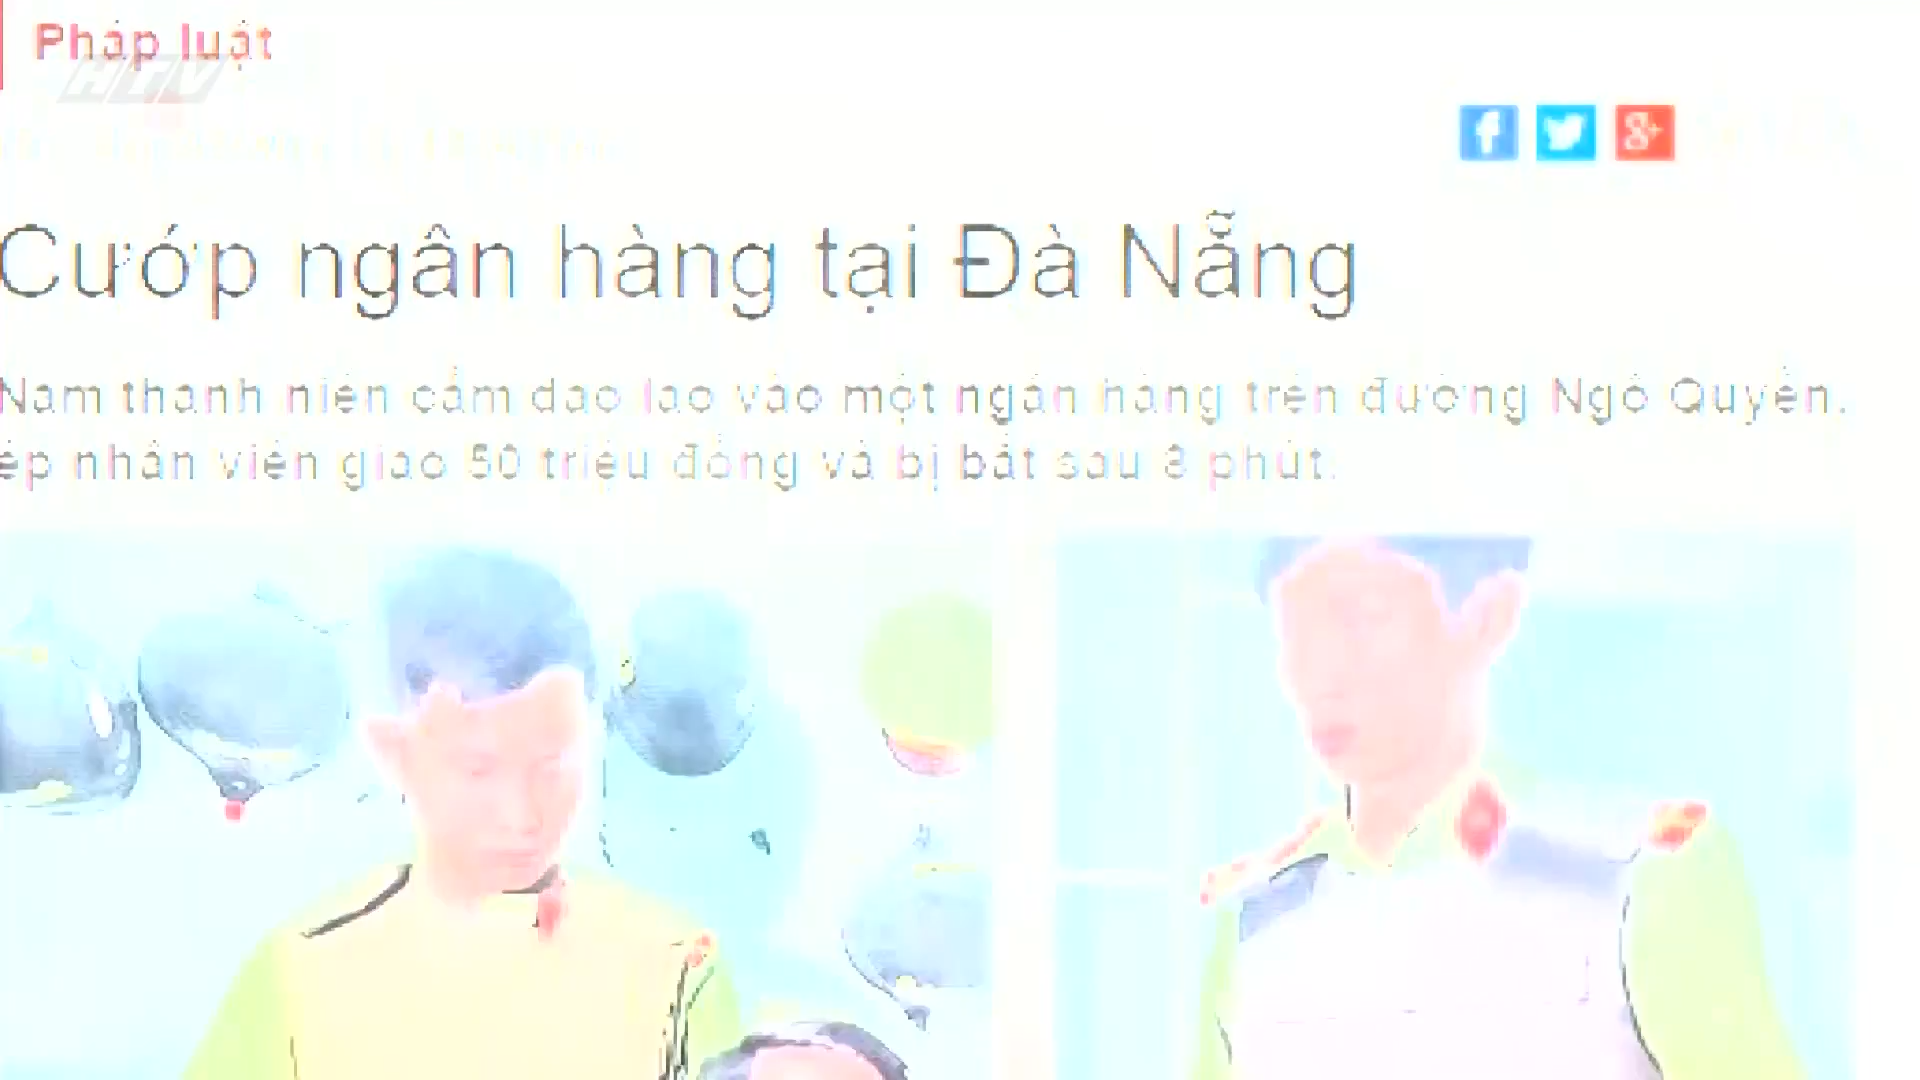 Pháp luật
HTV
Cướp ngân hàng tại Đà Nẵng
Nam thanh niên cầm dao lao vào một ngân hàng trên đường Ngô Quyền,
ép nhân viên giao 50 triệu đồng và bị bắt sau 8 phút.